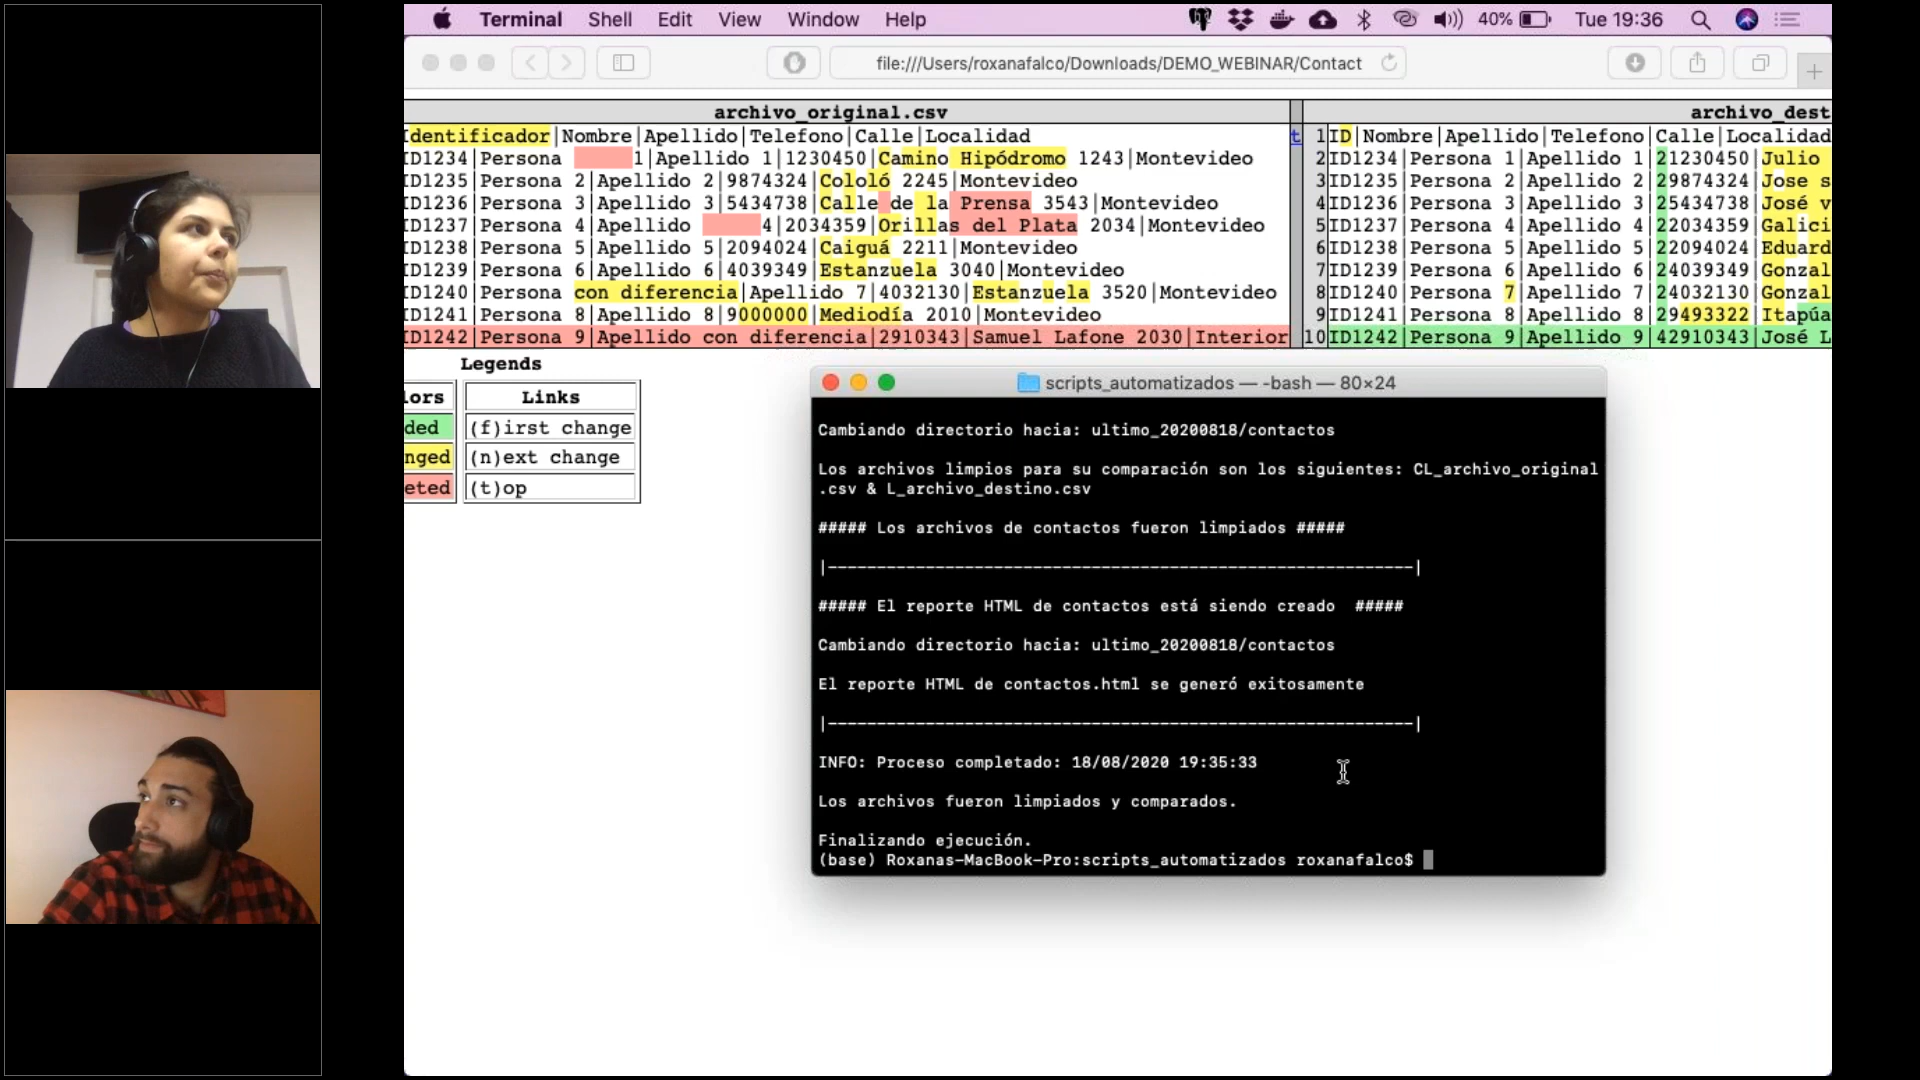 Terminal Shell Edit View Window Help 40% Tue 19:36
file:///Users/roxanafalco/Downloads/DEMO_WEBINAR/Contact
archivo_original.csv
dentificador|Nombre|Apellido|Telefono|Calle|Localidad
ID1234|Persona 1|Apellido 1|1230450|Camino Hipódromo 1243|Montevideo
ID1235|Persona 2|Apellido 2|9874324|Cololó 2245|Montevideo
ID1236|Persona 3|Apellido 3|5434738|Calle de la Prensa 3543|Montevideo
ID1237|Persona 4|Apellido 4|2034359|Orillas del Plata 2034|Montevideo
ID1238|Persona 5|Apellido 5|2094024|Caiguá 2211|Montevideo
ID1239|Persona 6|Apellido 6|4039349|Estanzuela 3040|Montevideo
ID1240|Persona con diferencia|Apellido 7|4032130|Estanzuela 3520|Montevideo
ID1241|Persona 8|Apellido 8|9000000|Mediodía 2010|Montevideo
ID1242|Persona 9|Apellido con diferencia|2910343|Samuel Lafone 2030|Interior
archivo_dest
t 1 ID|Nombre|Apellido|Telefono|Calle|Localidad
2 ID1234|Persona 1|Apellido 1|21230450|Julio
3 ID1235|Persona 2|Apellido 2|29874324|Jose s
4 ID1236|Persona 3|Apellido 3|25434738|José v
5 ID1237|Persona 4|Apellido 4|22034359|Galici
6 ID1238|Persona 5|Apellido 5|22094024|Eduard
7 ID1239|Persona 6|Apellido 6|24039349|Gonzal
8 ID1240|Persona 7|Apellido 7|24032130|Gonzal
9 ID1241|Persona 8|Apellido 8|29493322|Itapúa
10 ID1242|Persona 9|Apellido 9|42910343|José L
Legends
lors Links
ded (f)irst change
nged (n)ext change
eted (t)op
scripts_automatizados — -bash — 80×24
Cambiando directorio hacia: ultimo_20200818/contactos
Los archivos limpios para su comparación son los siguientes: CL_archivo_original
.csv & L_archivo_destino.csv
##### Los archivos de contactos fueron limpiados #####
|------------------------------------------------------------|
##### El reporte HTML de contactos está siendo creado #####
Cambiando directorio hacia: ultimo_20200818/contactos
El reporte HTML de contactos.html se generó exitosamente
|------------------------------------------------------------|
INFO: Proceso completado: 18/08/2020 19:35:33
Los archivos fueron limpiados y comparados.
Finalizando ejecución.
(base) Roxanas-MacBook-Pro:scripts_automatizados roxanafalco$